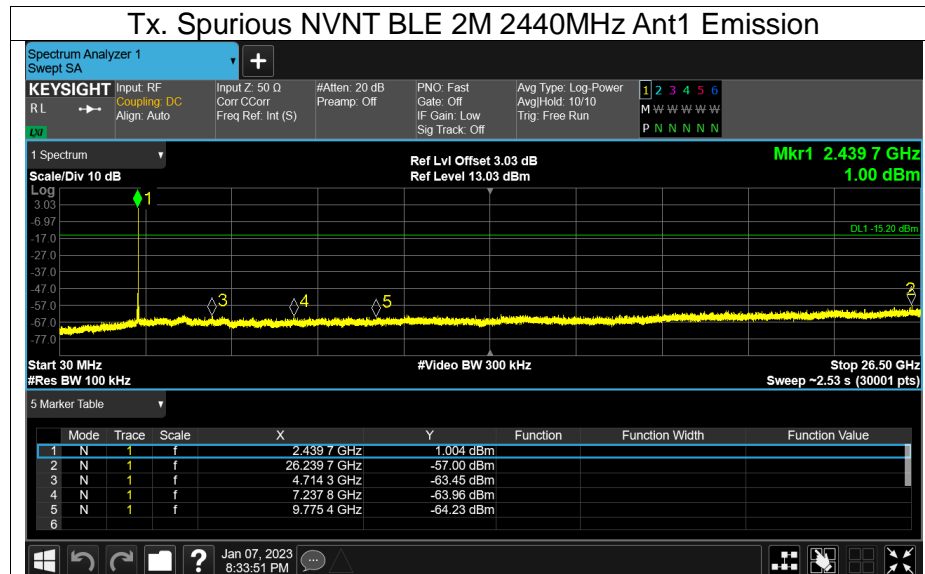 Tx. Spurious NVNT BLE 2M 2440MHz Ant1 Emission
Spectrum Analyzer 1
Swept SA
+
KEYSIGHT Input: RF Input Z: 50 Ω #Atten: 20 dB PNO: Fast Avg Type: Log-Power 1 2 3 4 5 6
RL Coupling: DC Corr CCorr Preamp: Off Gate: Off Avg|Hold: 10/10 M W W W W W
Align: Auto Freq Ref: Int (S) IF Gain: Low Trig: Free Run
LXI Sig Track: Off P N N N N N
1 Spectrum Ref Lvl Offset 3.03 dB Mkr1 2.439 7 GHz
Scale/Div 10 dB Ref Level 13.03 dBm 1.00 dBm
Log
1
3.03
-6.97
DL1 -15.20 dBm
-17.0
-27.0
-37.0
-47.0
2
3 4 5
-57.0
-67.0
-77.0
Start 30 MHz #Video BW 300 kHz Stop 26.50 GHz
#Res BW 100 kHz Sweep ~2.53 s (30001 pts)
5 Marker Table
Mode Trace Scale X Y Function Function Width Function Value
1 N 1 f 2.439 7 GHz 1.004 dBm
2 N 1 f 26.239 7 GHz -57.00 dBm
3 N 1 f 4.714 3 GHz -63.45 dBm
4 N 1 f 7.237 8 GHz -63.96 dBm
5 N 1 f 9.775 4 GHz -64.23 dBm
6
? Jan 07, 2023
8:33:51 PM